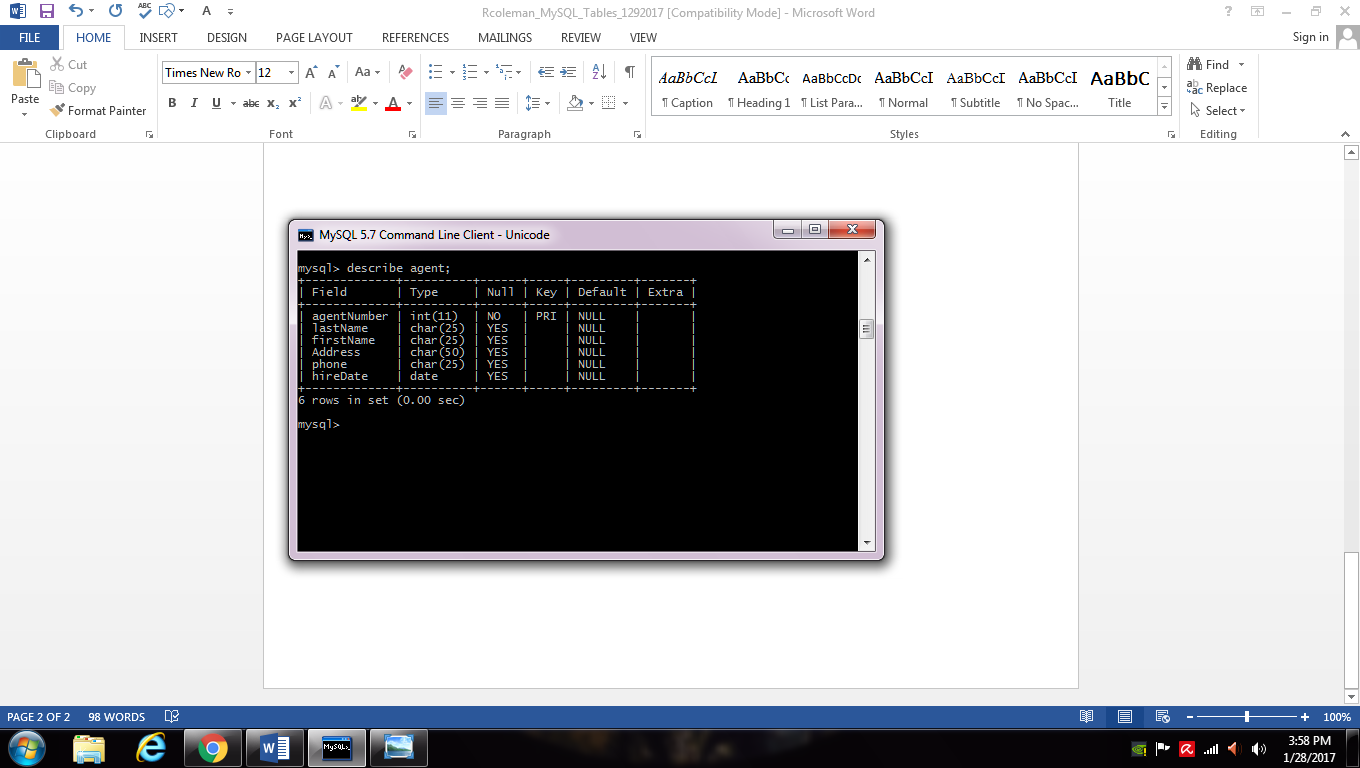 Rcoleman_MySQL_Tables_1292017 [Compatibility Mode] - Microsoft Word
FILE HOME INSERT DESIGN PAGE LAYOUT REFERENCES MAILINGS REVIEW VIEW Sign in
Paste
Cut
Copy
Format Painter
Clipboard
Times New Ro 12
Font
Paragraph
AaBbCcI AaBbCc AaBbCcDc AaBbCcI AaBbCcI AaBbCcI AaBbC
¶ Caption ¶ Heading 1 ¶ List Para... ¶ Normal ¶ Subtitle ¶ No Spac... Title
Styles
Find
Replace
Select
Editing
MySQL 5.7 Command Line Client - Unicode
mysql> describe agent;
+-------------+----------+------+-----+---------+-------+
| Field       | Type     | Null | Key | Default | Extra |
+-------------+----------+------+-----+---------+-------+
| agentNumber | int(11)  | NO   | PRI | NULL    |       |
| lastName    | char(25) | YES  |     | NULL    |       |
| firstName   | char(25) | YES  |     | NULL    |       |
| Address     | char(50) | YES  |     | NULL    |       |
| phone       | char(25) | YES  |     | NULL    |       |
| hireDate    | date     | YES  |     | NULL    |       |
+-------------+----------+------+-----+---------+-------+
6 rows in set (0.00 sec)
mysql>
PAGE 2 OF 2 98 WORDS 100%
3:58 PM
1/28/2017